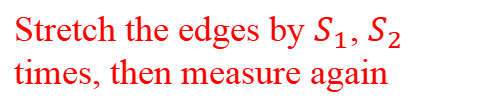 Stretch the edges by S₁, S₂
times, then measure again